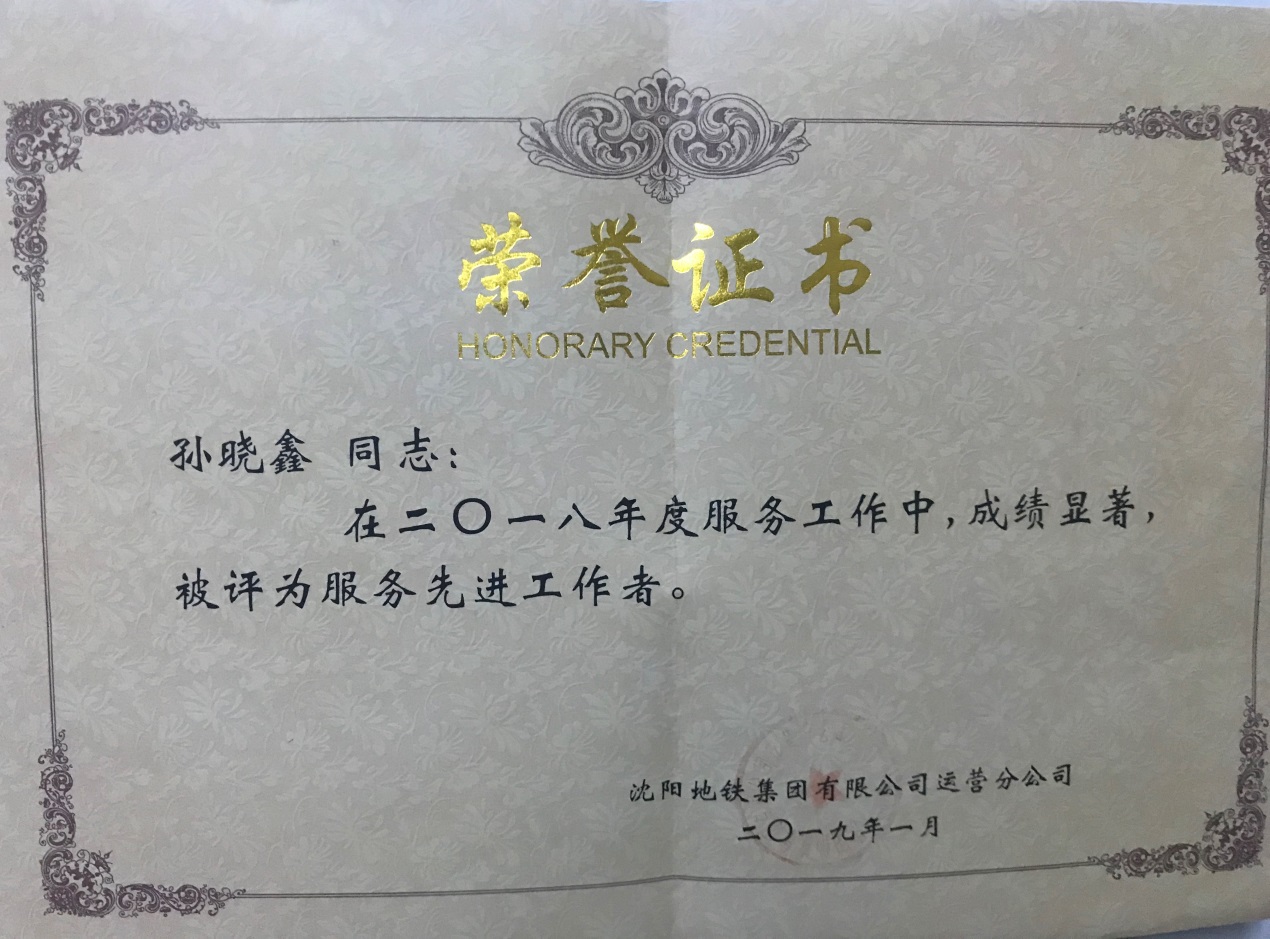 荣誉证书
HONORARY CREDENTIAL
孙晓鑫 同志：
在二〇一八年度服务工作中，成绩显著，
被评为服务先进工作者。
沈阳地铁集团有限公司运营分公司
二〇一九年一月